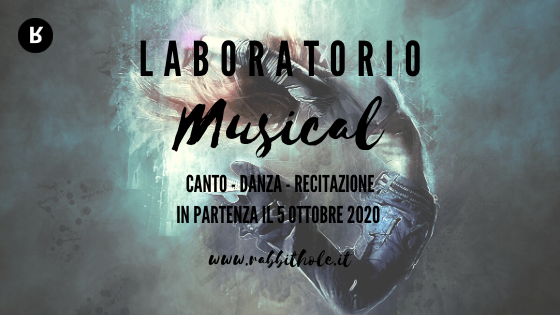 R
LABORATORIO
Musical
CANTO - DANZA - RECITAZIONE
IN PARTENZA IL 5 OTTOBRE 2020
www.rabbithole.it